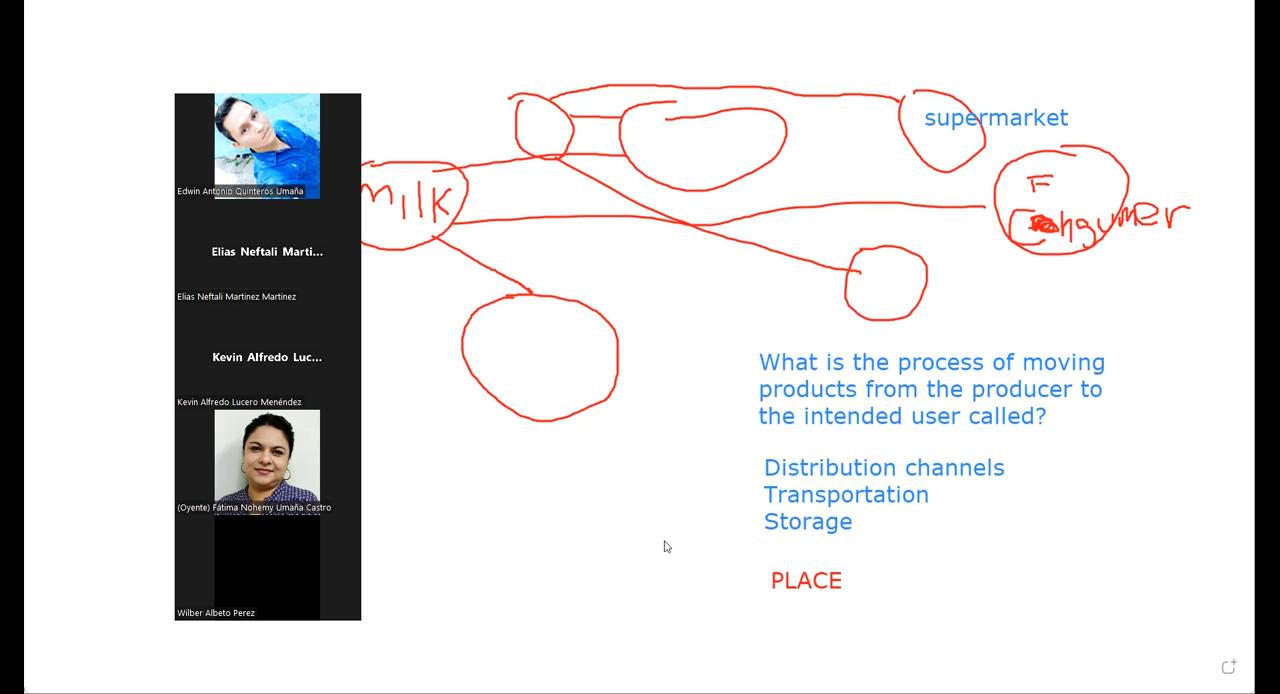 Edwin Antonio Quinteros Umaña
Elias Neftali Marti...
Elias Neftali Martinez Martinez
Kevin Alfredo Luc...
Kevin Alfredo Lucero Menéndez
(Oyente) Fátima Nohemy Umaña Castro
Wilber Albeto Perez
MilK
supermarket
F
What is the process of moving
products from the producer to
the intended user called?
Distribution channels
Transportation
Storage
PLACE